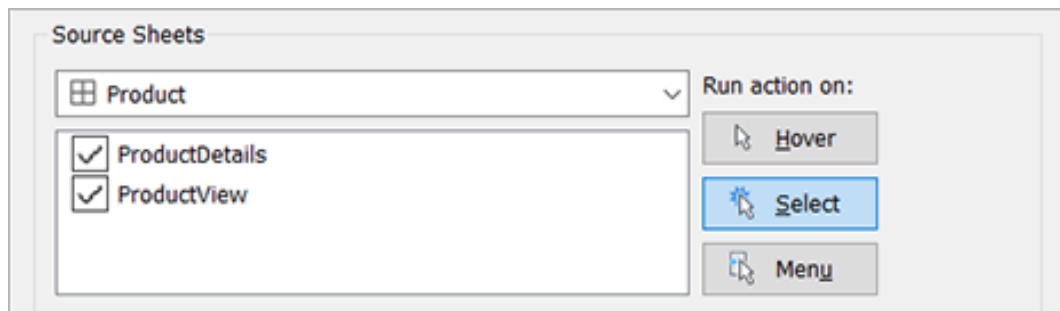 Source Sheets
Product
Run action on:
ProductDetails
ProductView
Hover
Select
Menu